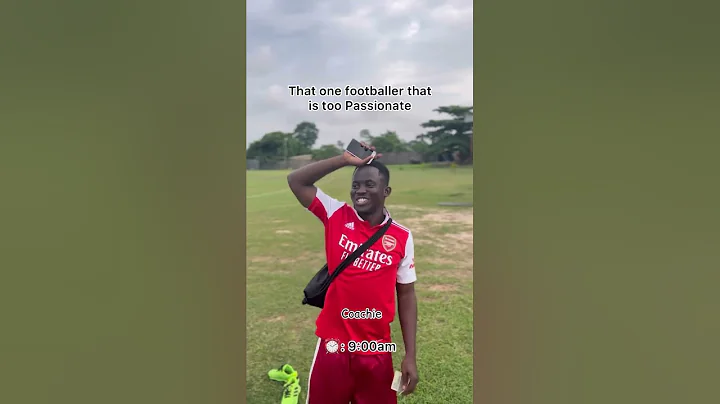 That one footballer that
is too Passionate
Emirates
FLY BETTER
Coachie
⏰: 9:00am